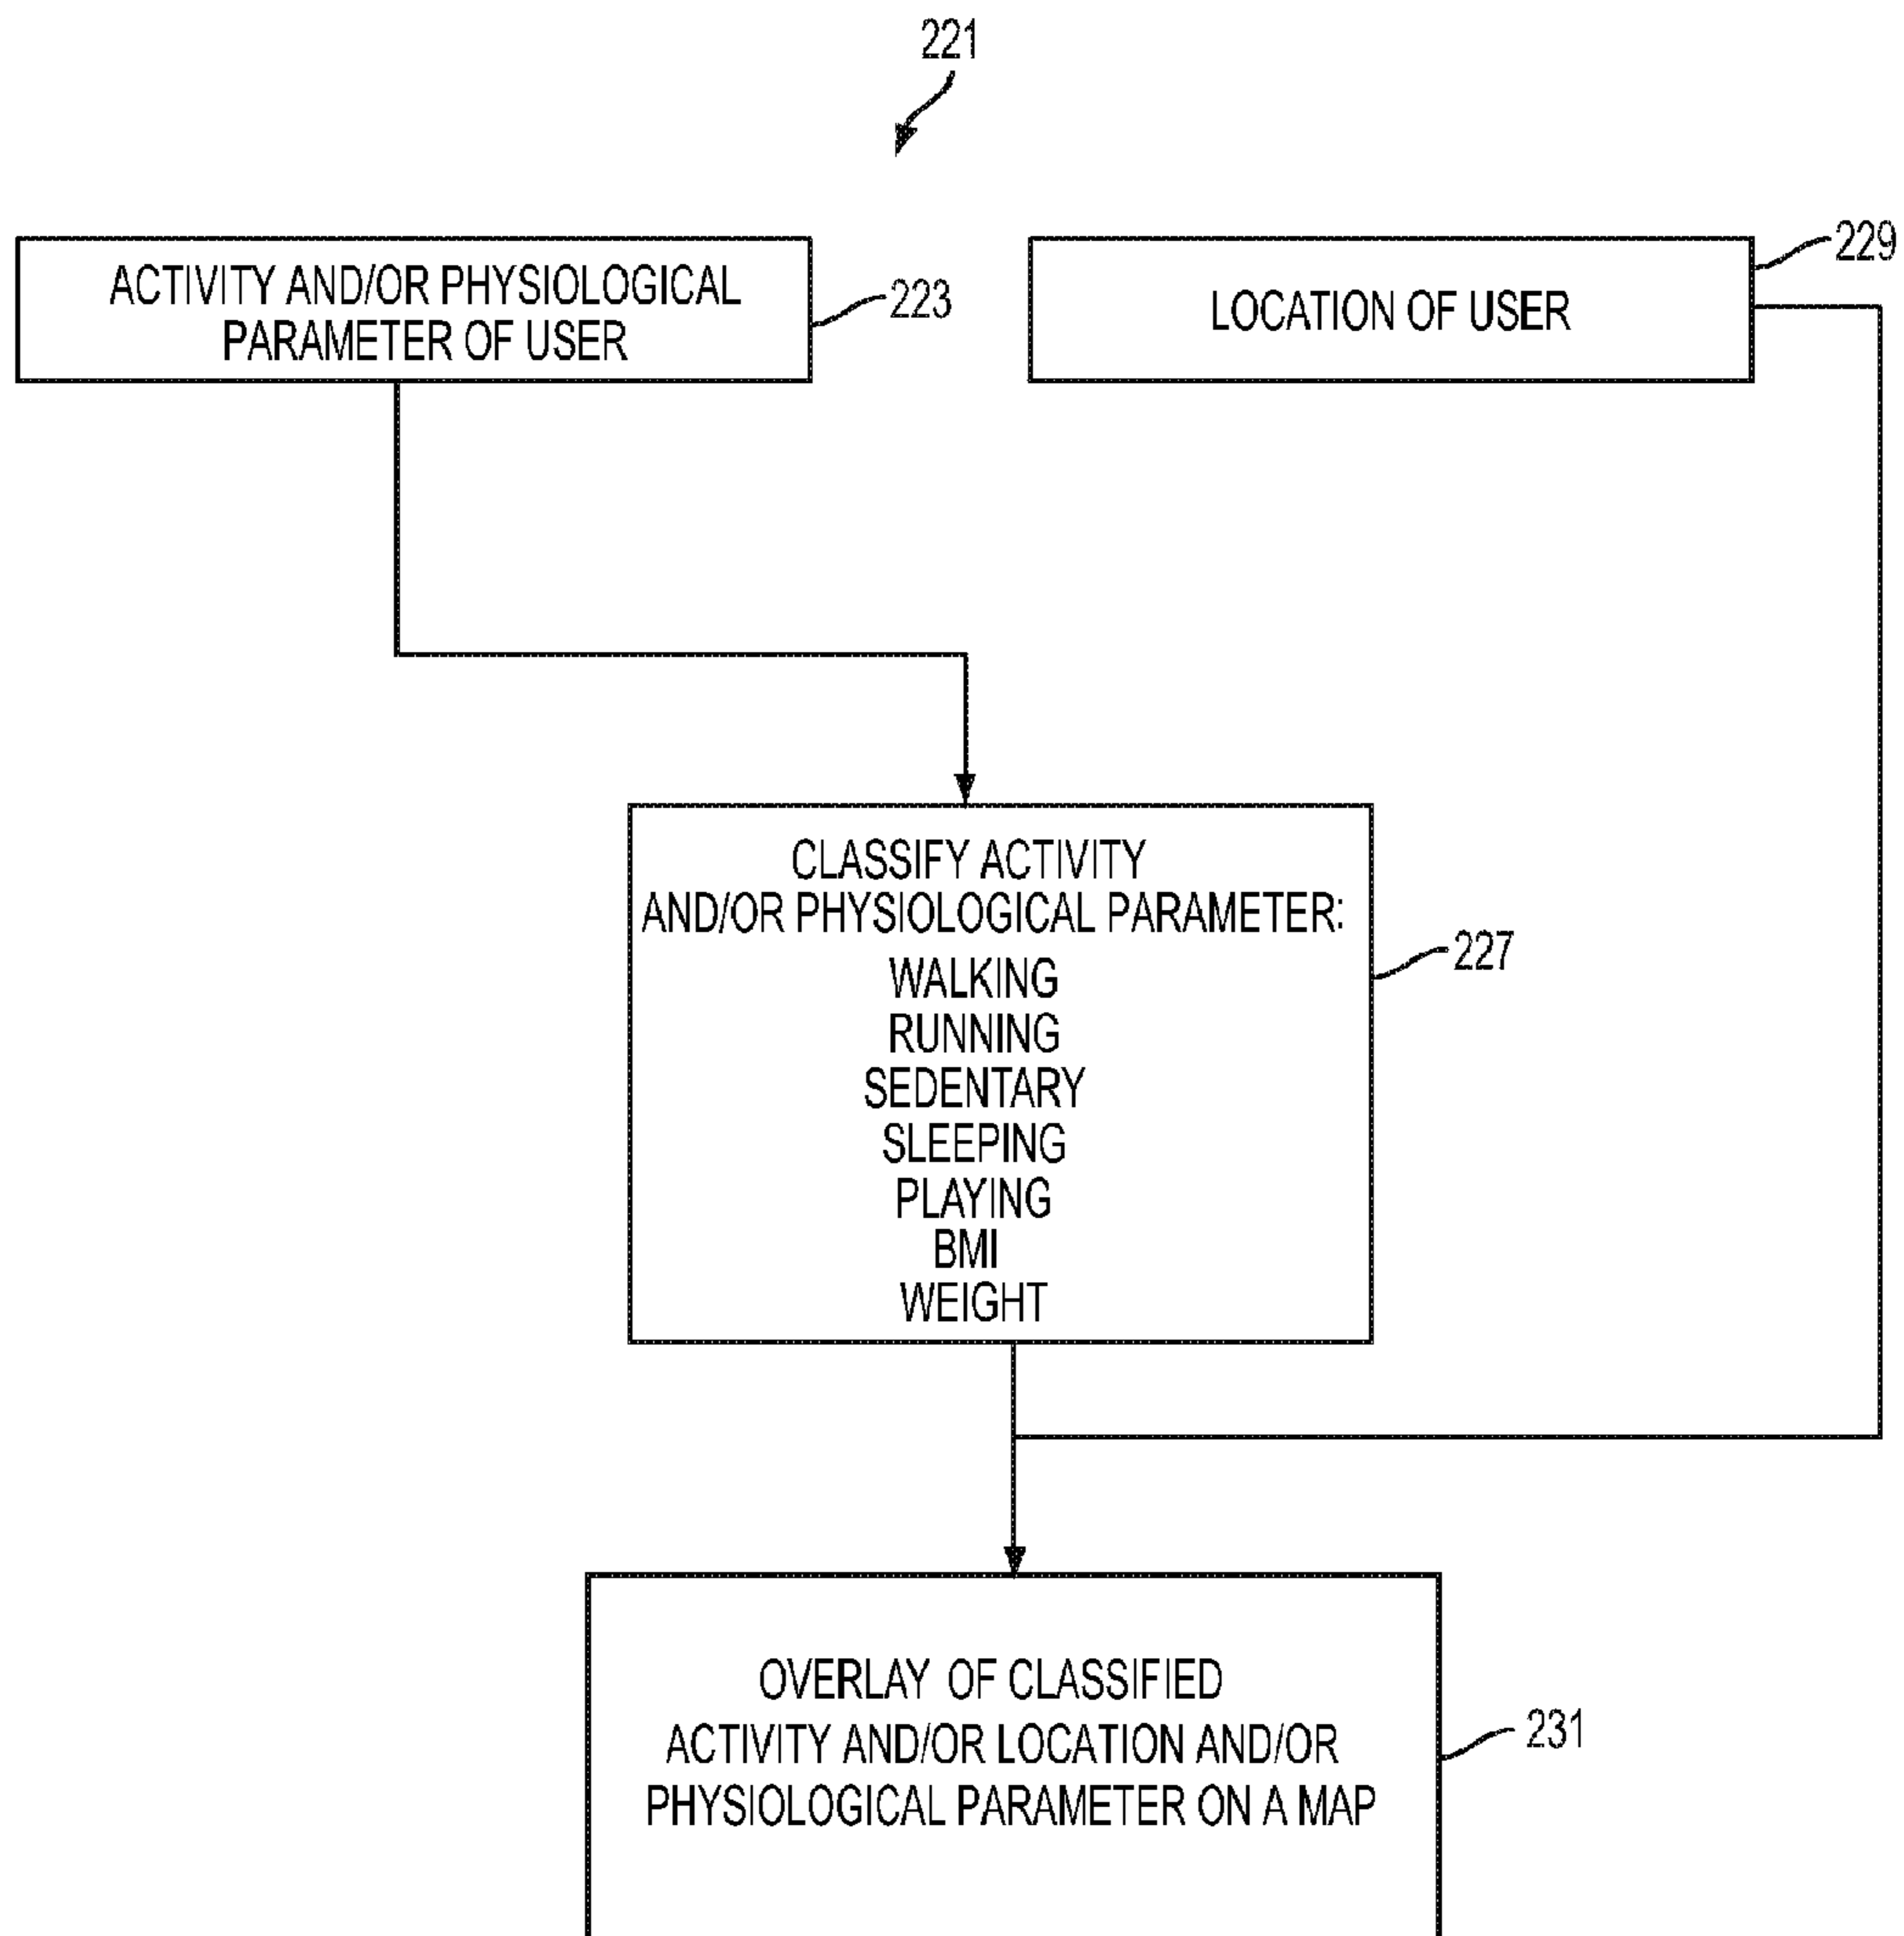 221
ACTIVITY AND/OR PHYSIOLOGICAL
PARAMETER OF USER
223
LOCATION OF USER
229
CLASSIFY ACTIVITY
AND/OR PHYSIOLOGICAL PARAMETER:
WALKING
RUNNING
SEDENTARY
SLEEPING
PLAYING
BMI
WEIGHT
227
OVERLAY OF CLASSIFIED
ACTIVITY AND/OR LOCATION AND/OR
PHYSIOLOGICAL PARAMETER ON A MAP
231